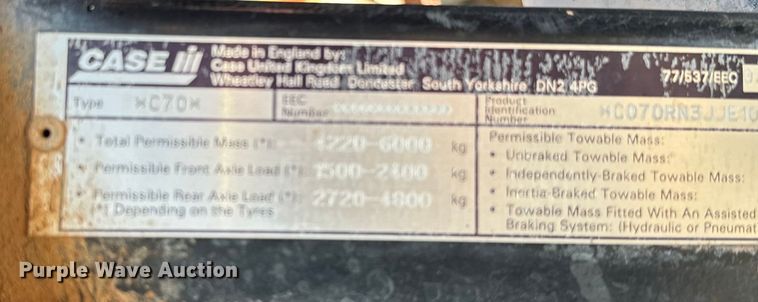 CASE III
Made in England by:
Case United Kingdom Limited
Wheatley Hall Road, Doncaster, South Yorkshire, DN2 4PG
77/537/EEC
Type *C70*
EEC Number
Product Identification Number *C070RN3JJE10
• Total Permissible Mass (*): 4220-6000 kg
• Permissible Front Axle Load (*): 1500-2800 kg
• Permissible Rear Axle Load (*): 2720-4800 kg
(*) Depending on the Tyres
Permissible Towable Mass:
• Unbraked Towable Mass:
• Independently-Braked Towable Mass:
• Inertia-Braked Towable Mass:
• Towable Mass Fitted With An Assisted
Braking System: (Hydraulic or Pneumat
Purple Wave Auction